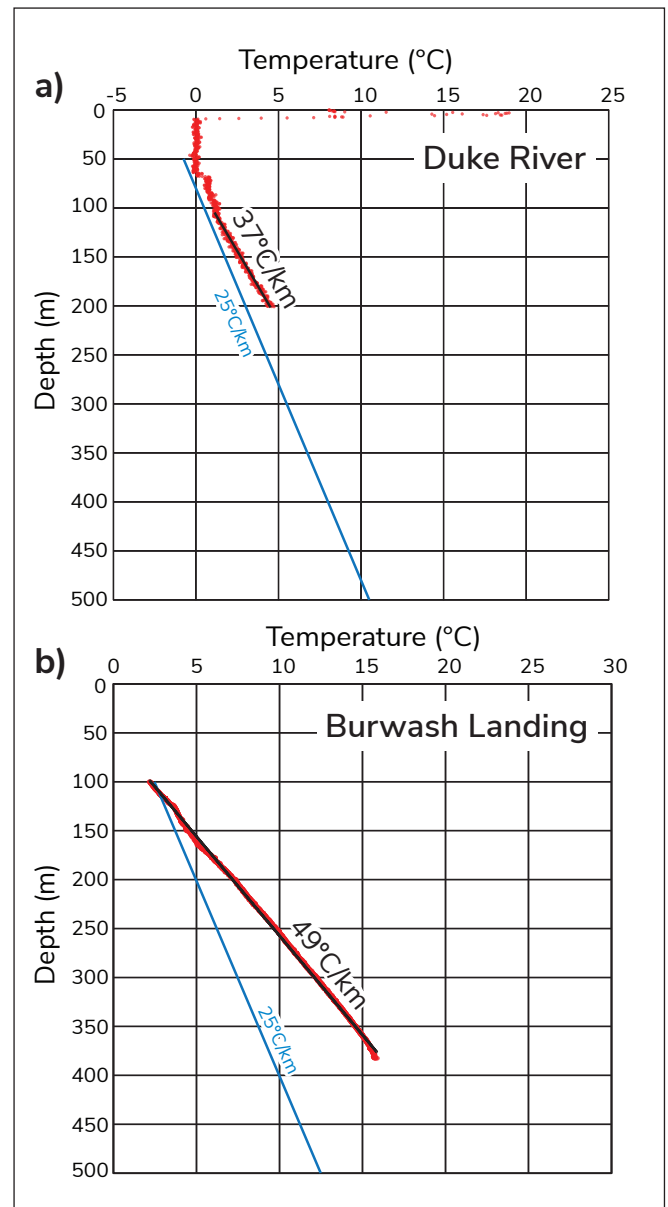 Temperature (°C)
a)
-5 0 5 10 15 20 25
0
50
Duke River
100
150
200
250
300
350
400
450
500
Depth (m)
37°C/km
25°C/km
Temperature (°C)
b)
0 5 10 15 20 25 30
0
50
Burwash Landing
100
150
200
250
300
350
400
450
500
Depth (m)
49°C/km
25°C/km